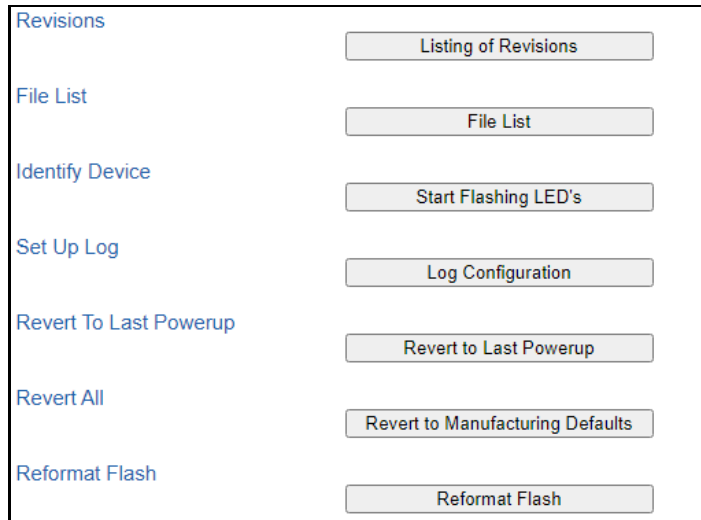 Revisions
Listing of Revisions
File List
File List
Identify Device
Start Flashing LED's
Set Up Log
Log Configuration
Revert To Last Powerup
Revert to Last Powerup
Revert All
Revert to Manufacturing Defaults
Reformat Flash
Reformat Flash